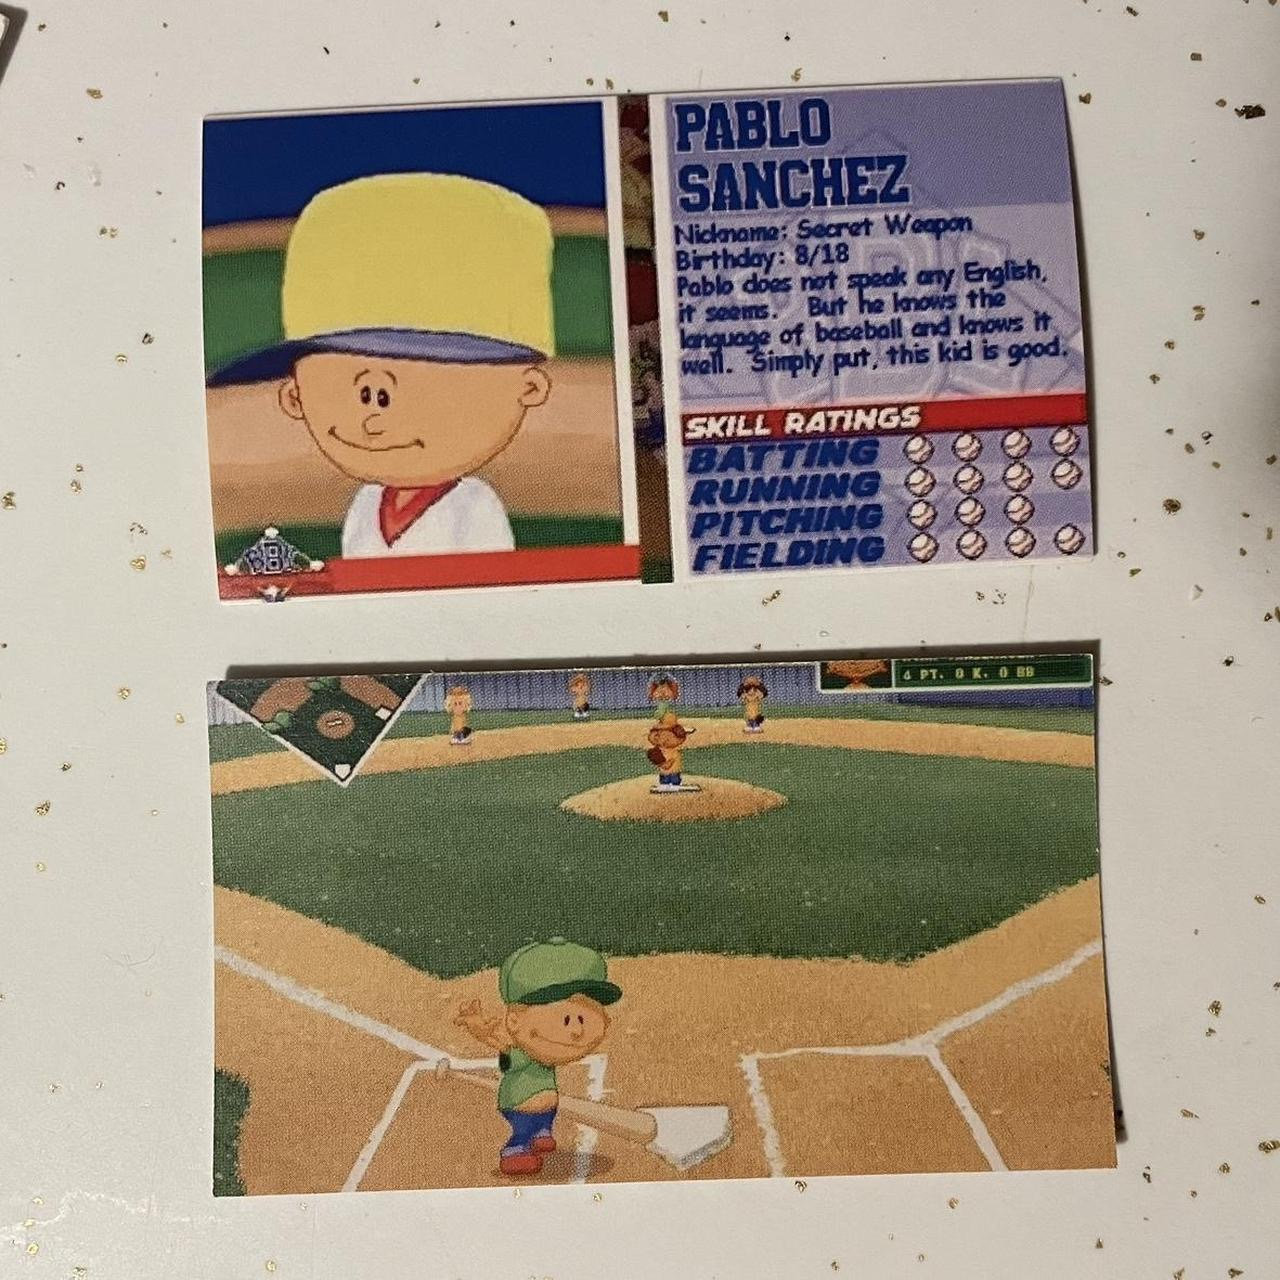 PABLO
SANCHEZ
Nickname: Secret Weapon
Birthday: 8/18
Pablo does not speak any English,
it seems. But he knows the
language of baseball and knows it
well. Simply put, this kid is good.
SKILL RATINGS
BATTING
RUNNING
PITCHING
FIELDING
4 PT. 0 K. 0 BB